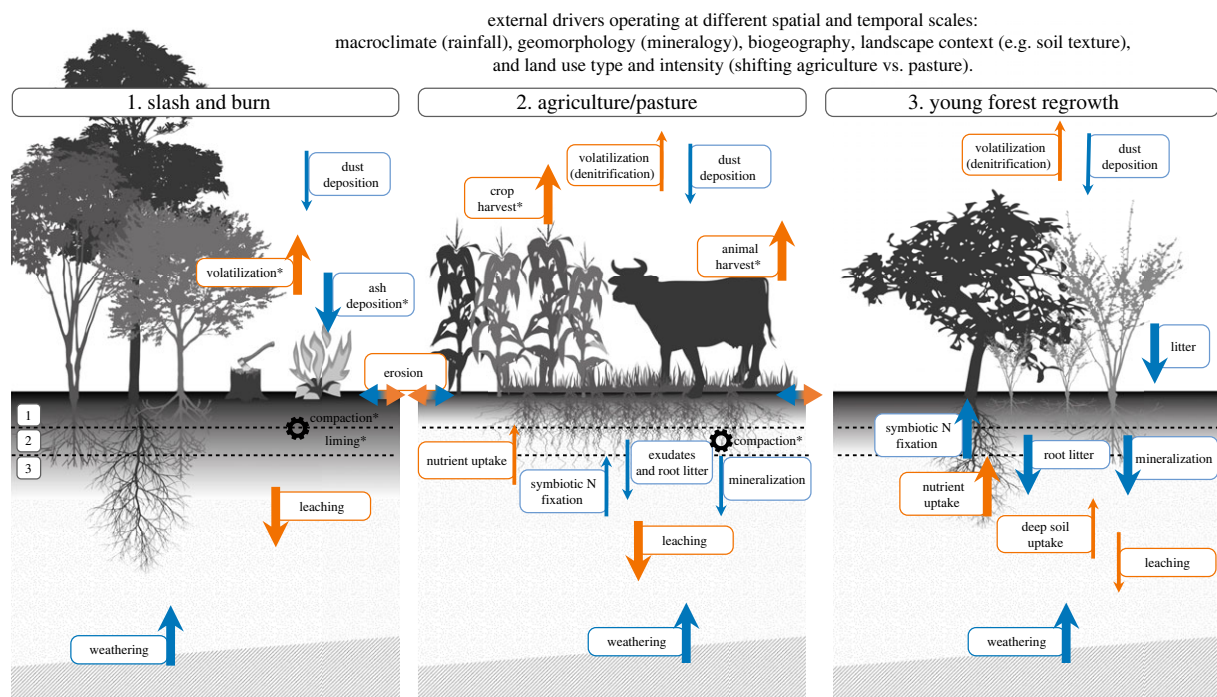 external drivers operating at different spatial and temporal scales:
macroclimate (rainfall), geomorphology (mineralogy), biogeography, landscape context (e.g. soil texture),
and land use type and intensity (shifting agriculture vs. pasture).
1. slash and burn
dust
deposition
volatilization*
ash
deposition*
erosion
1
2
3
compaction*
liming*
leaching
weathering
2. agriculture/pasture
volatilization
(denitrification)
dust
deposition
crop
harvest*
animal
harvest*
compaction*
nutrient uptake
exudates
and root litter
symbiotic N
fixation
mineralization
leaching
weathering
3. young forest regrowth
volatilization
(denitrification)
dust
deposition
litter
symbiotic N
fixation
root litter
mineralization
nutrient
uptake
deep soil
uptake
leaching
weathering